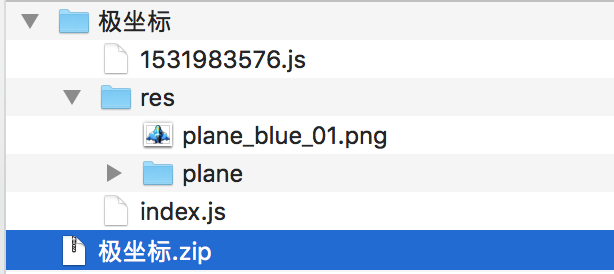 极坐标
1531983576.js
res
plane_blue_01.png
plane
index.js
极坐标.zip